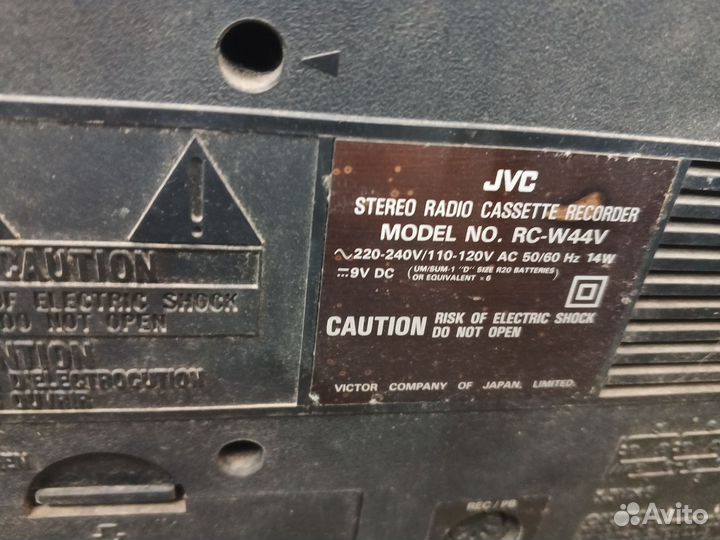 JVC
STEREO RADIO CASSETTE RECORDER
MODEL NO. RC-W44V
∿220-240V/110-120V AC 50/60 Hz 14W
⎓9V DC (UM/SUM-1 "D" SIZE R20 BATTERIES OR EQUIVALENT ×6)
CAUTION RISK OF ELECTRIC SHOCK
DO NOT OPEN
VICTOR COMPANY OF JAPAN, LIMITED.
CAUTION
OF ELECTRIC SHOCK
DO NOT OPEN
NTION
OUVRIR
REC/PB
Avito